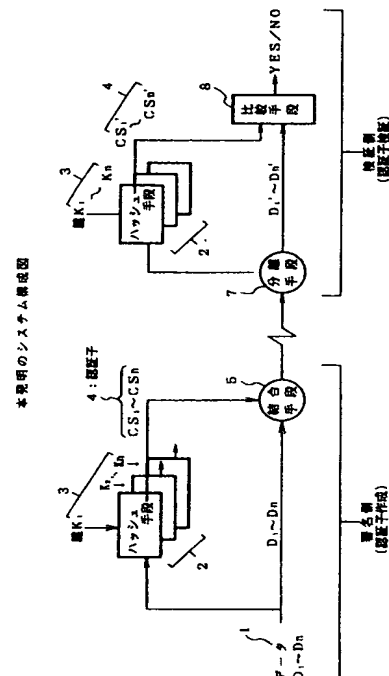 本発明のシステム構成図
データ
D₁~Dn
1
2
ハッシュ
手段
鍵K₁
K₂
Kn
3
4:認証子
CS₁~CSn
D₁~Dn
結合
手段
5
署名側
(認証子作成)
分離
手段
7
2
ハッシュ
手段
鍵K₁
~Kn
3
CS₁'
~CSn'
4
D₁'~Dn'
比較手段
8
YES/NO
検証側
(認証子検証)